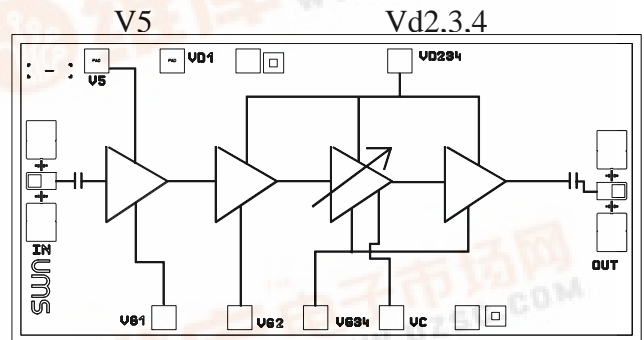 V5 Vd2,3,4
V5 VD1 VD234
IN OUT
ums
VG1 VG2 VG34 VC